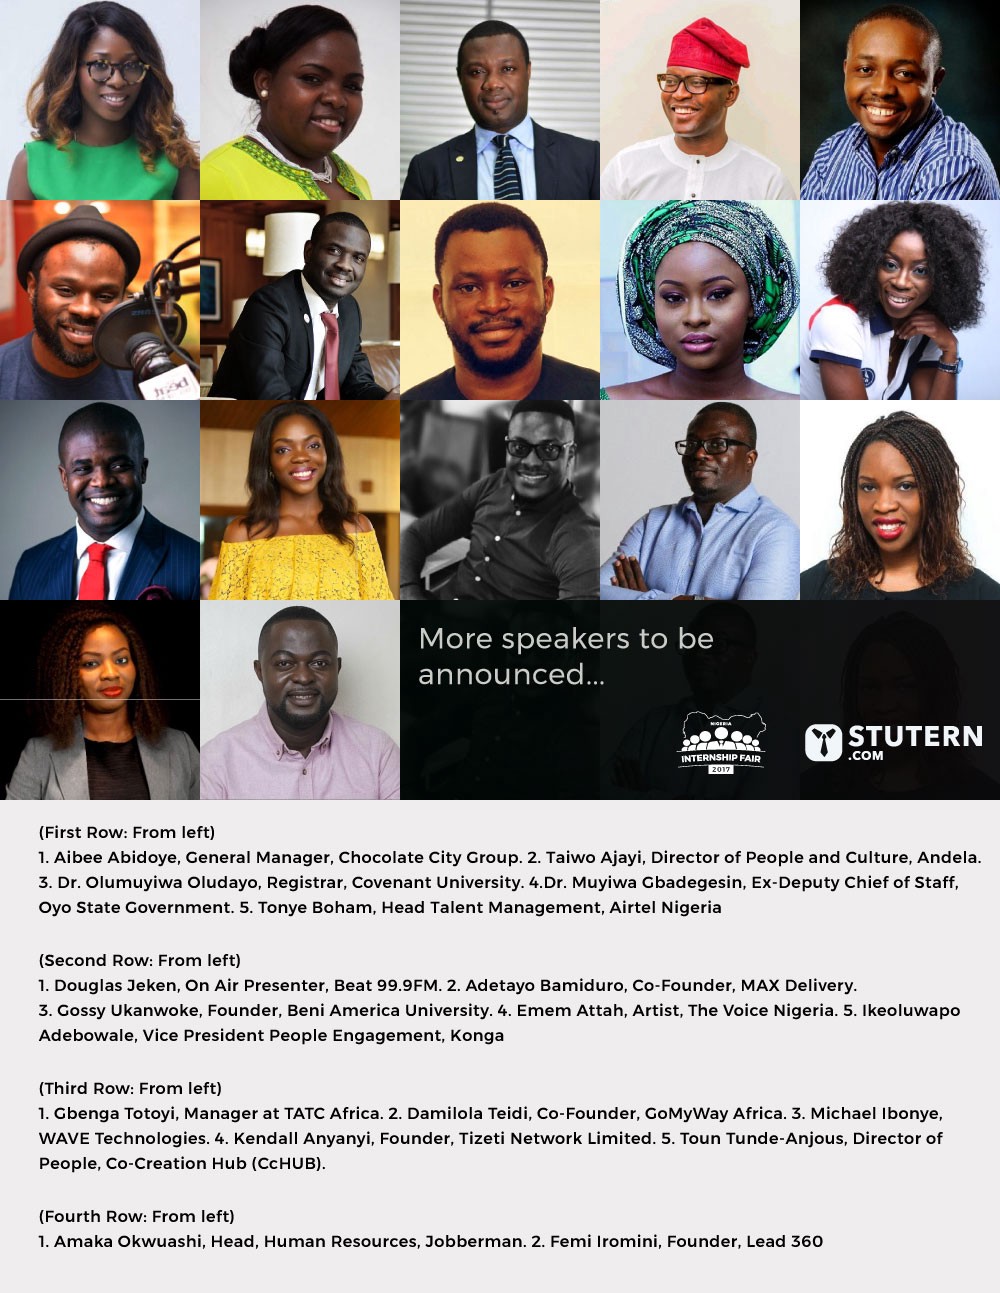 More speakers to be
announced...
NIGERIA
INTERNSHIP FAIR
2017
STUTERN
.COM
(First Row: From left)
1. Aibee Abidoye, General Manager, Chocolate City Group. 2. Taiwo Ajayi, Director of People and Culture, Andela.
3. Dr. Olumuyiwa Oludayo, Registrar, Covenant University. 4.Dr. Muyiwa Gbadegesin, Ex-Deputy Chief of Staff,
Oyo State Government. 5. Tonye Boham, Head Talent Management, Airtel Nigeria
(Second Row: From left)
1. Douglas Jeken, On Air Presenter, Beat 99.9FM. 2. Adetayo Bamiduro, Co-Founder, MAX Delivery.
3. Gossy Ukanwoke, Founder, Beni America University. 4. Emem Attah, Artist, The Voice Nigeria. 5. Ikeoluwapo
Adebowale, Vice President People Engagement, Konga
(Third Row: From left)
1. Gbenga Totoyi, Manager at TATC Africa. 2. Damilola Teidi, Co-Founder, GoMyWay Africa. 3. Michael Ibonye,
WAVE Technologies. 4. Kendall Anyanyi, Founder, Tizeti Network Limited. 5. Toun Tunde-Anjous, Director of
People, Co-Creation Hub (CcHUB).
(Fourth Row: From left)
1. Amaka Okwuashi, Head, Human Resources, Jobberman. 2. Femi Iromini, Founder, Lead 360